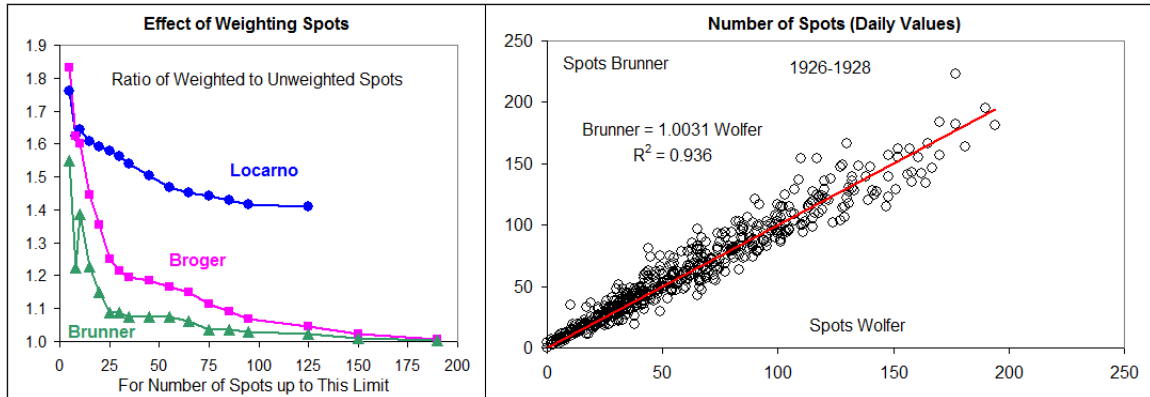 Effect of Weighting Spots
1.9
1.8
1.7
1.6
1.5
1.4
1.3
1.2
1.1
1.0
Ratio of Weighted to Unweighted Spots
Locarno
Broger
Brunner
0 25 50 75 100 125 150 175 200
For Number of Spots up to This Limit
Number of Spots (Daily Values)
250
200
150
100
50
0
Spots Brunner
1926-1928
Brunner = 1.0031 Wolfer
R² = 0.936
Spots Wolfer
0 50 100 150 200 250